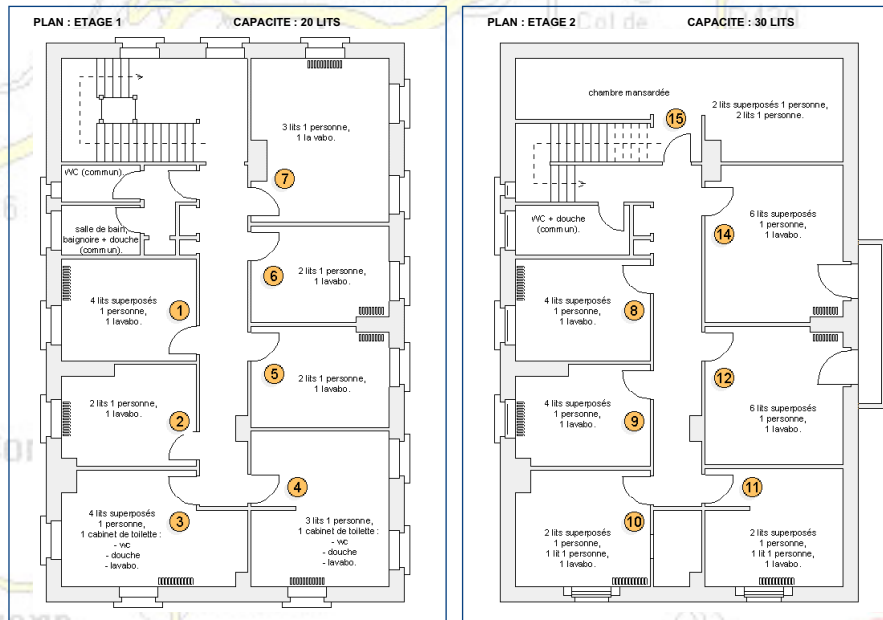 PLAN : ETAGE 1
CAPACITE : 20 LITS
3 lits 1 personne,
1 la vabo.
7
WC (commun).
salle de bain,
baignoire + douche
(commun).
6
2 lits 1 personne,
1 lavabo.
4 lits superposés
1 personne,
1 lavabo.
1
5
2 lits 1 personne,
1 lavabo.
2 lits 1 personne,
1 lavabo.
2
4 lits superposés
1 personne,
1 cabinet de toilette :
- wc
- douche
- lavabo.
3
4
3 lits 1 personne,
1 cabinet de toilette :
- wc
- douche
- lavabo.
PLAN : ETAGE 2
CAPACITE : 30 LITS
Col de
chambre mansardée
15
2 lits superposés 1 personne,
2 lits 1 personne.
WC + douche
(commun).
14
6 lits superposés
1 personne,
1 lavabo.
4 lits superposés
1 personne,
1 lavabo.
8
12
6 lits superposés
1 personne,
1 lavabo.
4 lits superposés
1 personne,
1 lavabo.
9
10
2 lits superposés
1 personne,
1 lit 1 personne,
1 lavabo.
11
2 lits superposés
1 personne,
1 lit 1 personne,
1 lavabo.